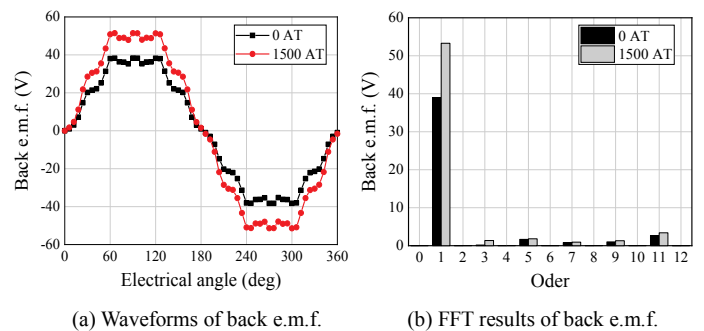 60
40
20
0
-20
-40
-60
Back e.m.f. (V)
0 AT
1500 AT
0 60 120 180 240 300 360
Electrical angle (deg)
(a) Waveforms of back e.m.f.
60
50
40
30
20
10
0
Back e.m.f. (V)
0 AT
1500 AT
0 1 2 3 4 5 6 7 8 9 10 11 12
Oder
(b) FFT results of back e.m.f.